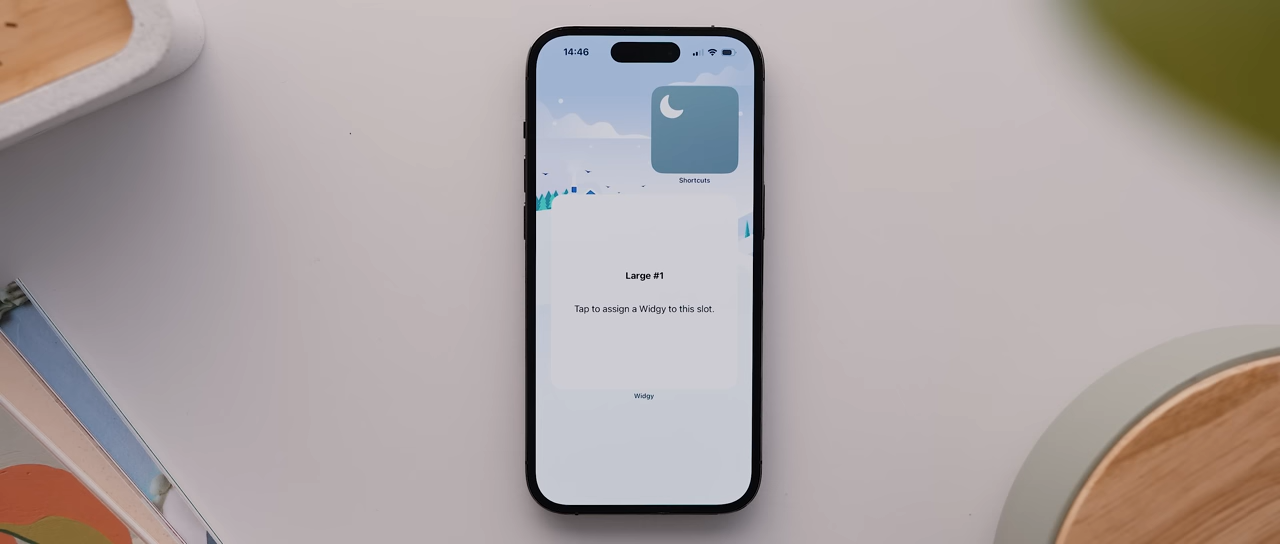 14:46
Shortcuts
Large #1
Tap to assign a Widgy to this slot.
Widgy